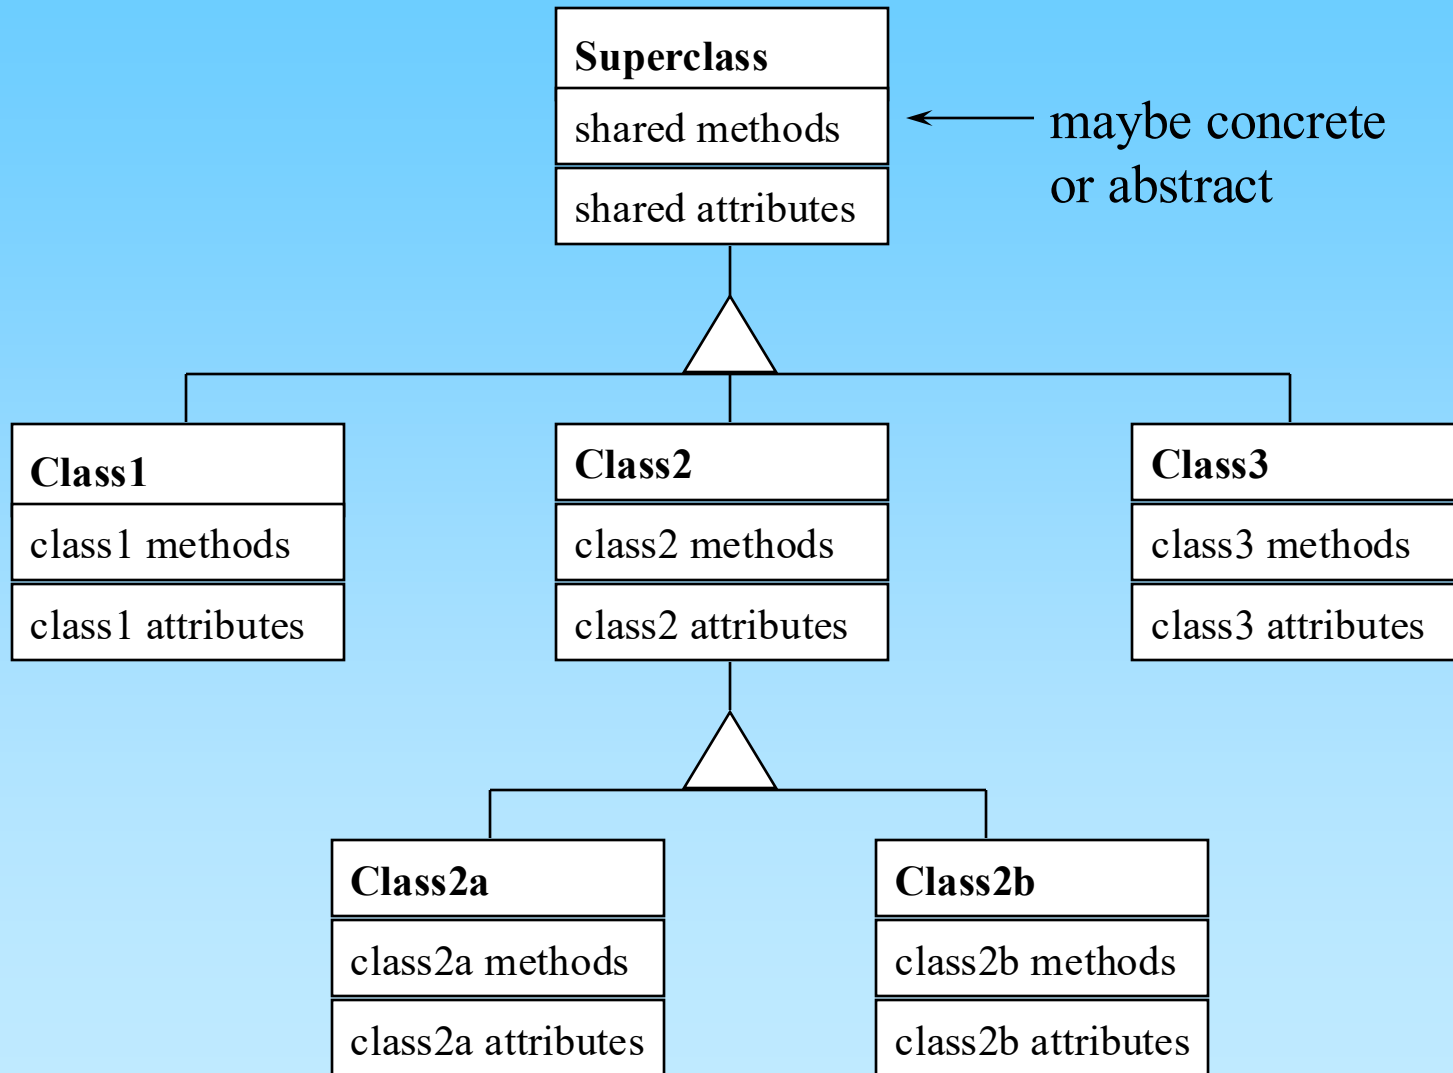 Superclass
shared methods
shared attributes
maybe concrete
or abstract
Class1
class1 methods
class1 attributes
Class2
class2 methods
class2 attributes
Class3
class3 methods
class3 attributes
Class2a
class2a methods
class2a attributes
Class2b
class2b methods
class2b attributes